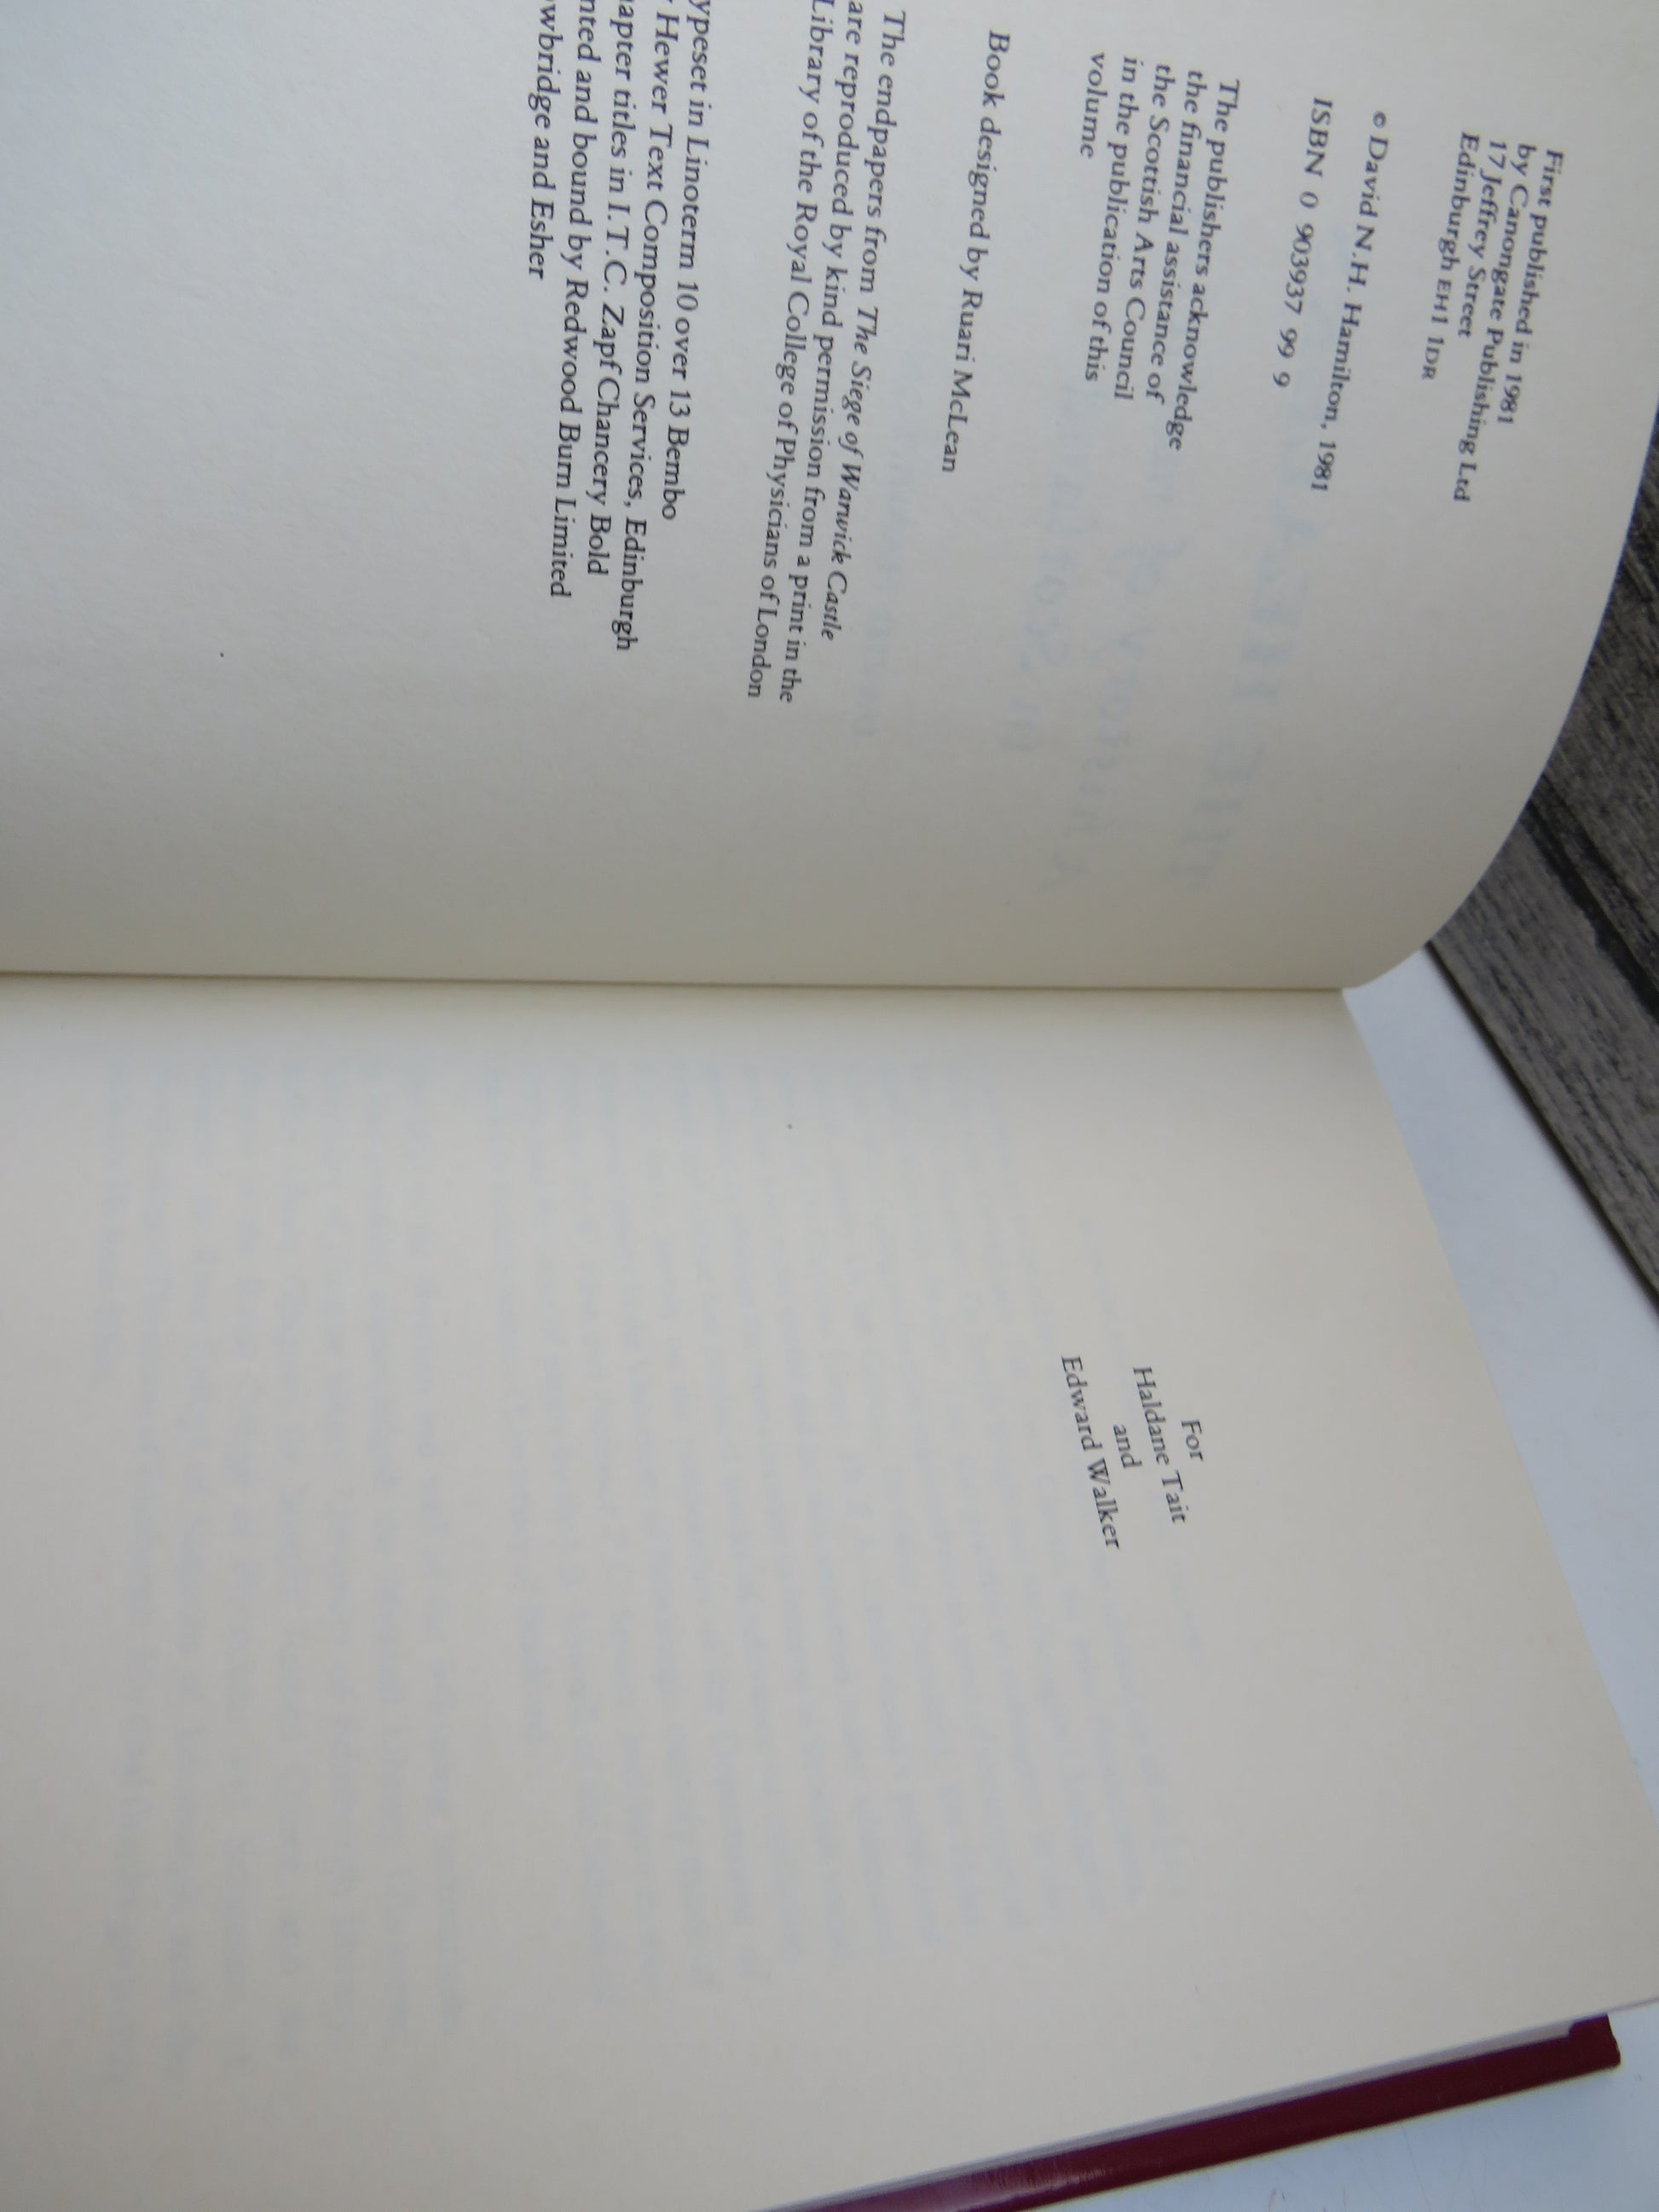 First published in 1981
by Canongate Publishing Ltd
17 Jeffrey Street
Edinburgh EH1 1DR
© David N.H. Hamilton, 1981
ISBN 0 903937 99 9
The publishers acknowledge
the financial assistance of
the Scottish Arts Council
in the publication of this
volume
Book designed by Ruari McLean
The endpapers from The Siege of Warwick Castle
are reproduced by kind permission from a print in the
Library of the Royal College of Physicians of London
ypeset in Linoterm 10 over 13 Bembo
Hewer Text Composition Services, Edinburgh
apter titles in I.T.C. Zapf Chancery Bold
nted and bound by Redwood Burn Limited
wbridge and Esher
For
Haldane Tait
and
Edward Walker